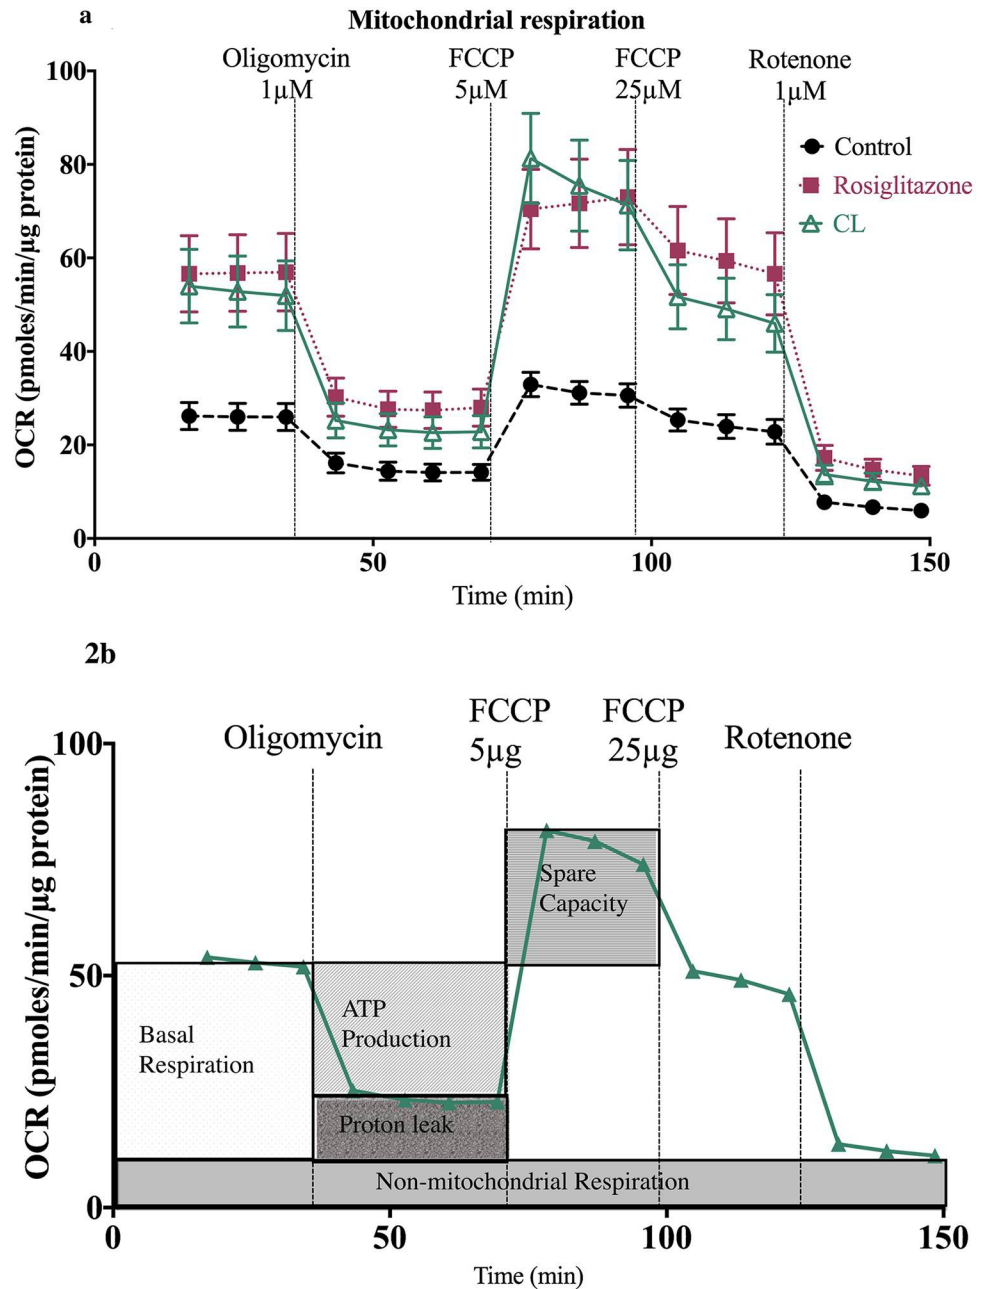 a
Mitochondrial respiration
Oligomycin
1µM
FCCP
5µM
FCCP
25µM
Rotenone
1µM
OCR (pmoles/min/µg protein)
100
80
60
40
20
0
Control
Rosiglitazone
CL
0
50
100
150
Time (min)
2b
Oligomycin
FCCP
5µg
FCCP
25µg
Rotenone
OCR (pmoles/min/µg protein)
100
50
0
Basal
Respiration
ATP
Production
Proton leak
Spare
Capacity
Non-mitochondrial Respiration
0
50
100
150
Time (min)